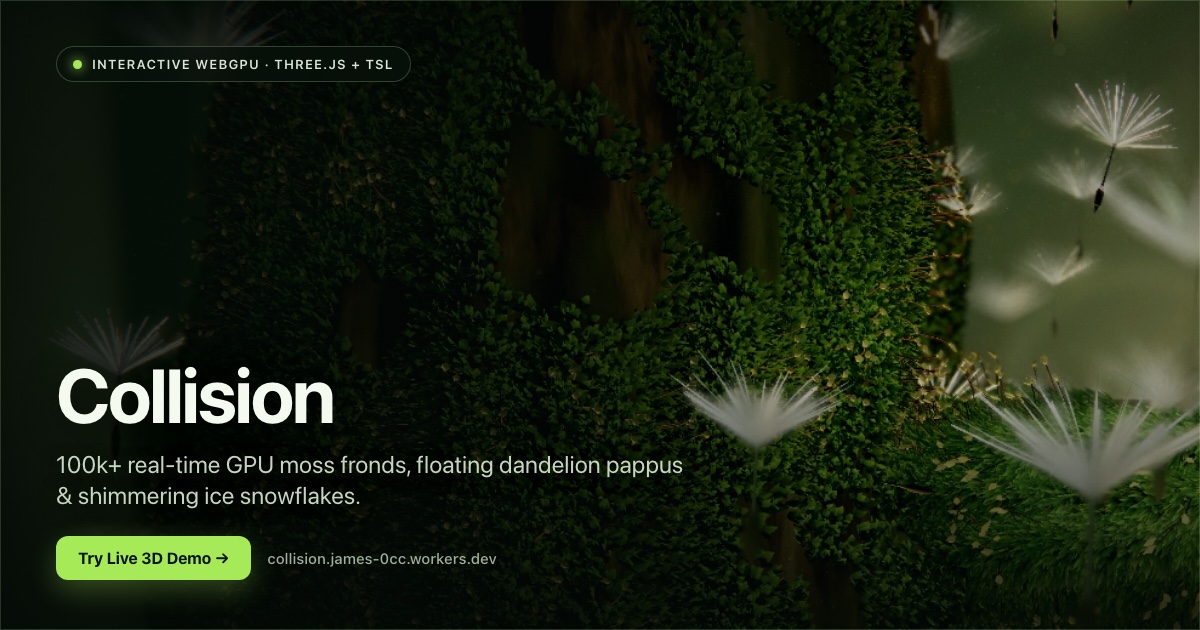 INTERACTIVE WEBGPU · THREE.JS + TSL
Collision
100k+ real-time GPU moss fronds, floating dandelion pappus
& shimmering ice snowflakes.
Try Live 3D Demo →
collision.james-0cc.workers.dev